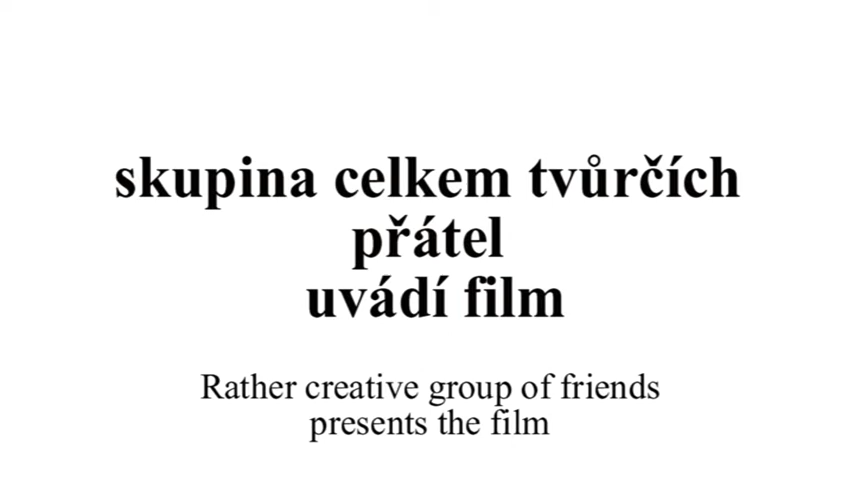 skupina celkem tvůrčích
přátel
uvádí film
Rather creative group of friends
presents the film